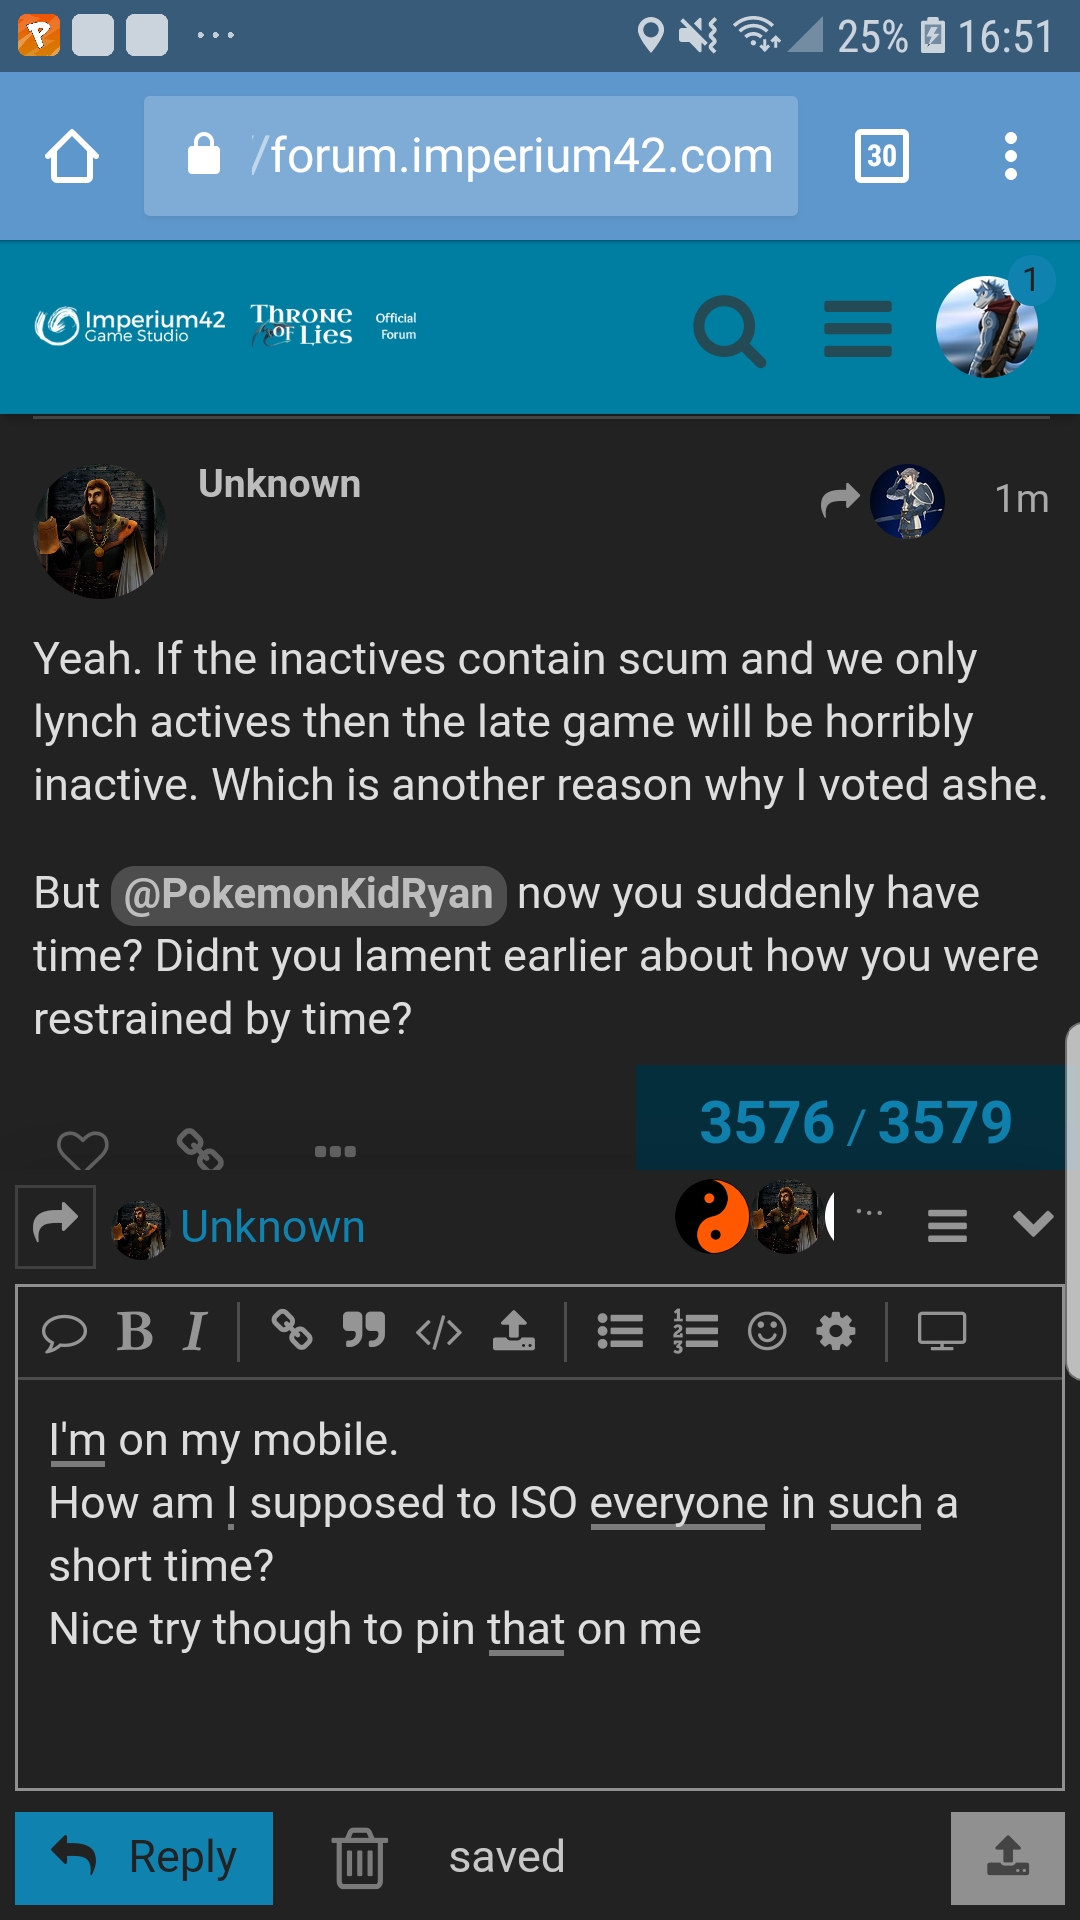 25% 16:51
/forum.imperium42.com 30
Imperium42
Game Studio
THRONE
OF LIES
Official
Forum
1
Unknown 1m
Yeah. If the inactives contain scum and we only
lynch actives then the late game will be horribly
inactive. Which is another reason why I voted ashe.
But @PokemonKidRyan now you suddenly have
time? Didnt you lament earlier about how you were
restrained by time?
3576 / 3579
Unknown
I'm on my mobile.
How am I supposed to ISO everyone in such a
short time?
Nice try though to pin that on me
Reply saved